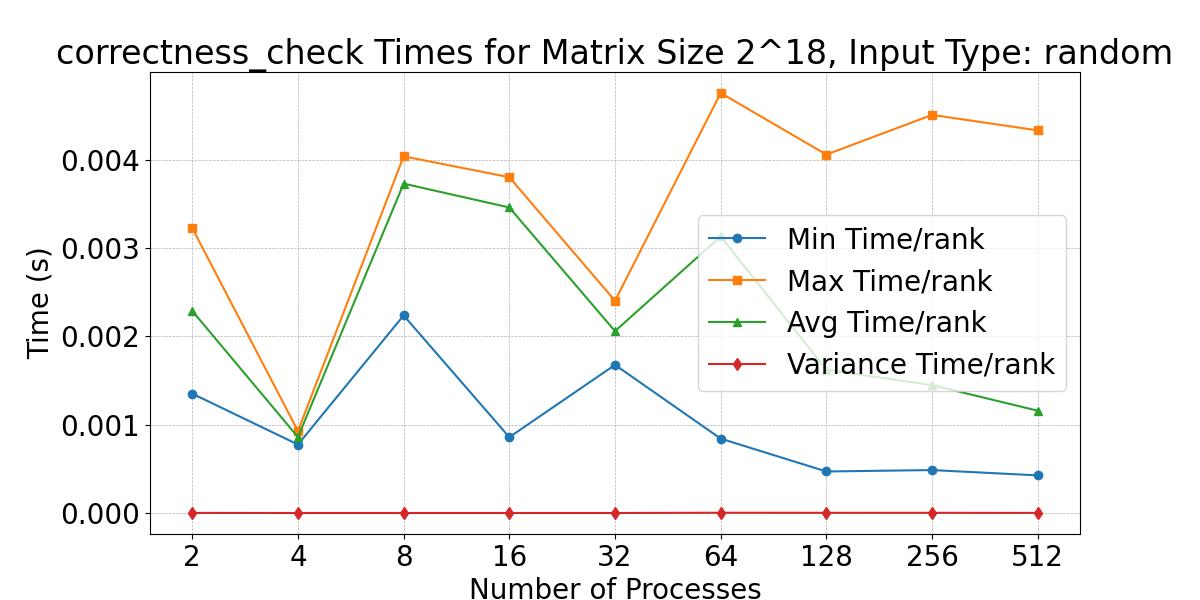 correctness_check Times for Matrix Size 2^18, Input Type: random
Time (s)
0.004
0.003
0.002
0.001
0.000
Min Time/rank
Max Time/rank
Avg Time/rank
Variance Time/rank
2 4 8 16 32 64 128 256 512
Number of Processes